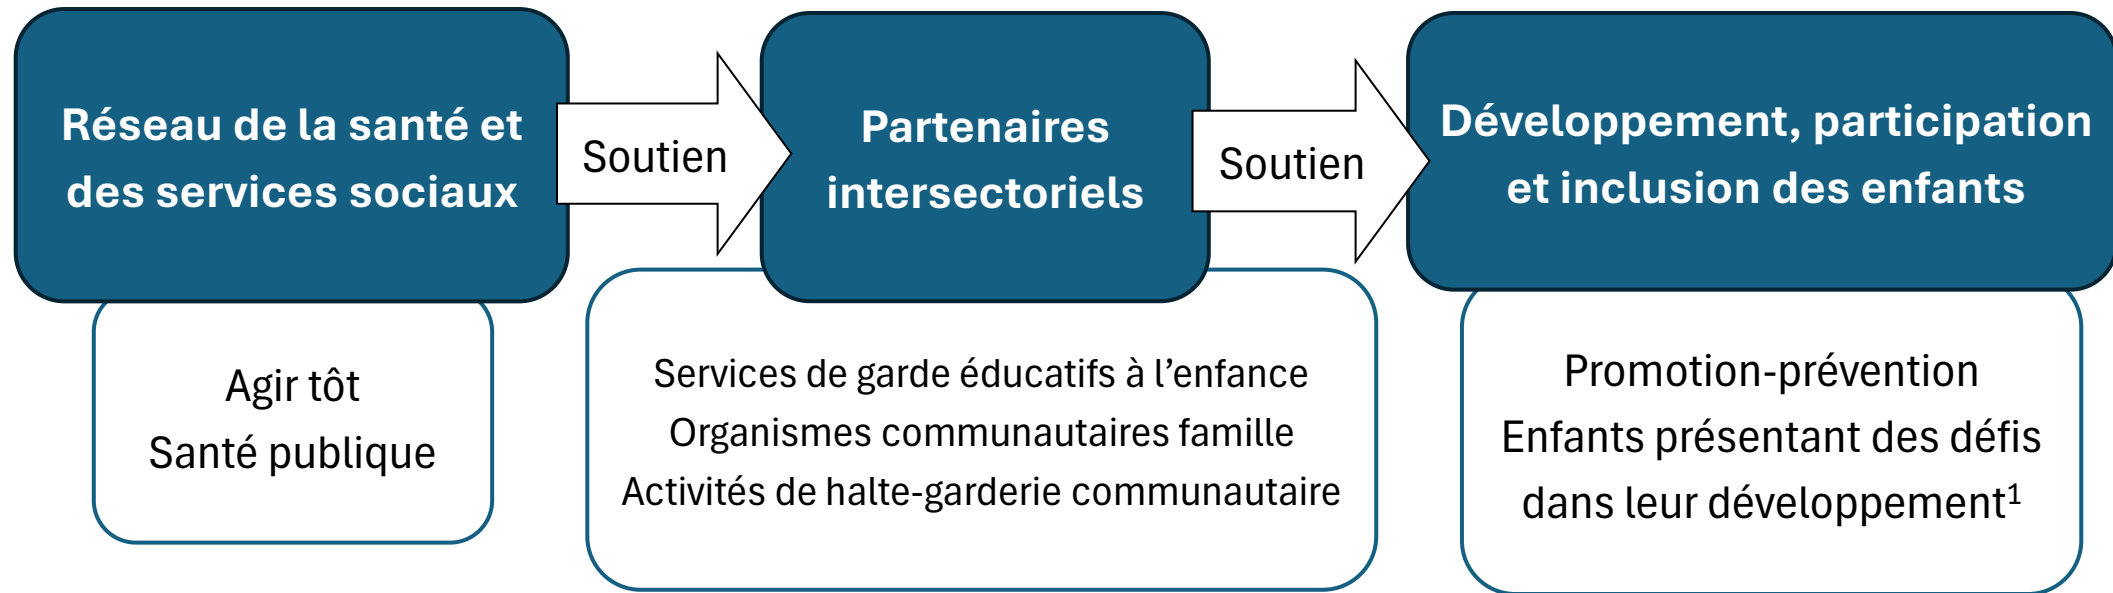 Réseau de la santé et
des services sociaux
Soutien
Partenaires
intersectoriels
Soutien
Développement, participation
et inclusion des enfants
Agir tôt
Santé publique
Services de garde éducatifs à l’enfance
Organismes communautaires famille
Activités de halte-garderie communautaire
Promotion-prévention
Enfants présentant des défis
dans leur développement¹